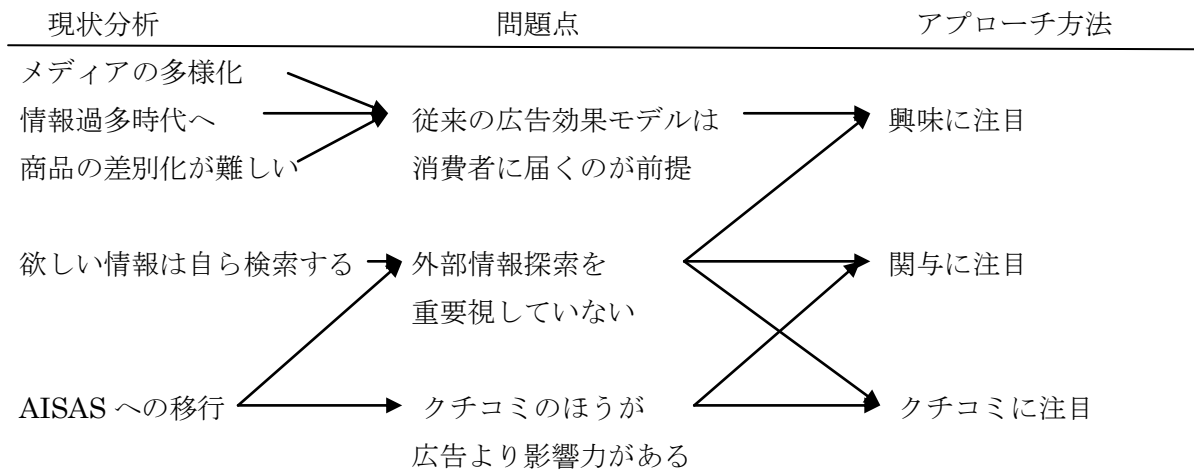 現状分析 問題点 アプローチ方法
メディアの多様化
情報過多時代へ 従来の広告効果モデルは 興味に注目
商品の差別化が難しい 消費者に届くのが前提
欲しい情報は自ら検索する 外部情報探索を 関与に注目
重要視していない
AISAS への移行 クチコミのほうが クチコミに注目
広告より影響力がある